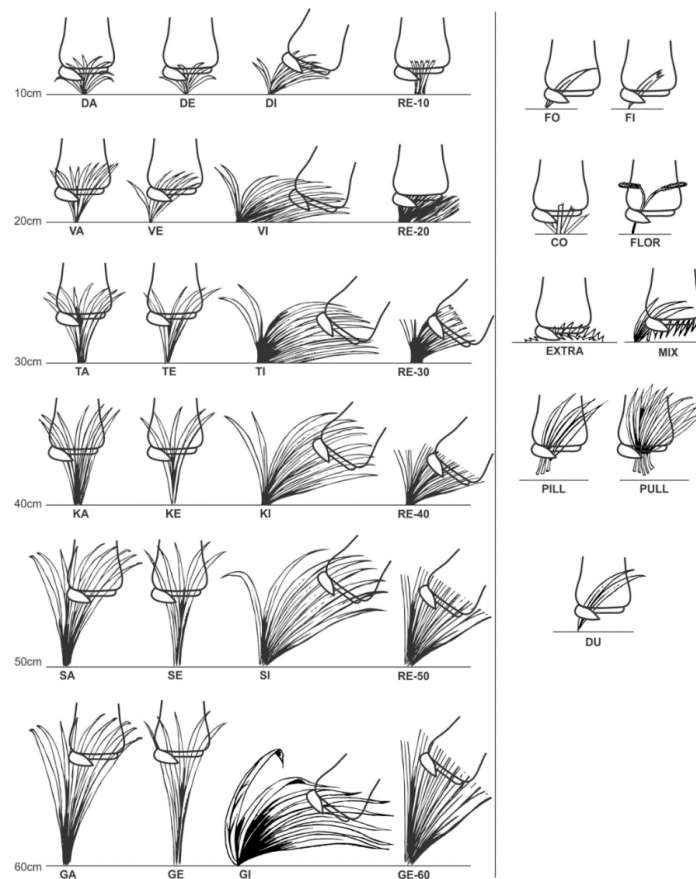 10cm
DA DE DI RE-10
20cm
VA VE VI RE-20
30cm
TA TE TI RE-30
40cm
KA KE KI RE-40
50cm
SA SE SI RE-50
60cm
GA GE GI GE-60
FO FI
CO FLOR
EXTRA MIX
PILL PULL
DU